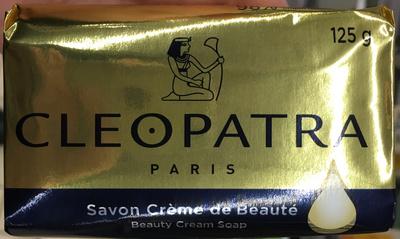 125 g
CLEOPATRA
PARIS
Savon Crème de Beauté
Beauty Cream Soap